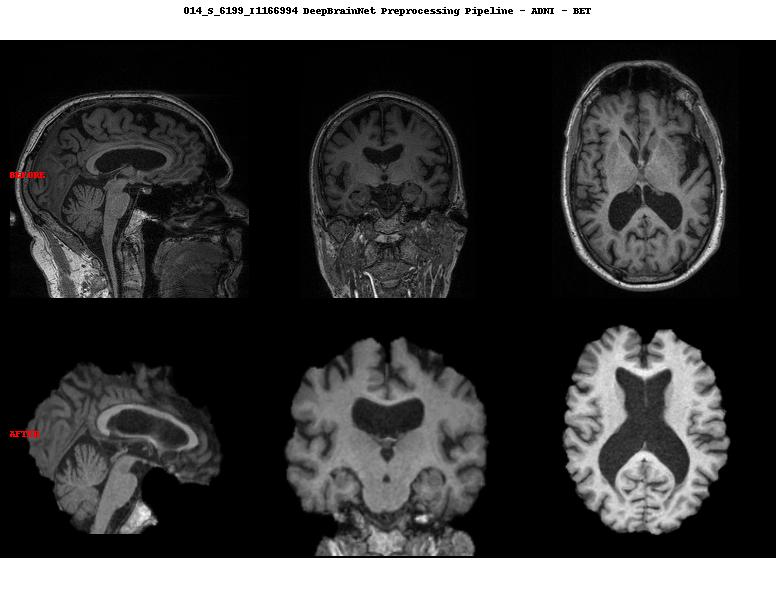 014_S_6199_I1166994 DeepBrainNet Preprocessing Pipeline - ADNI - BET
BEFORE
AFTER